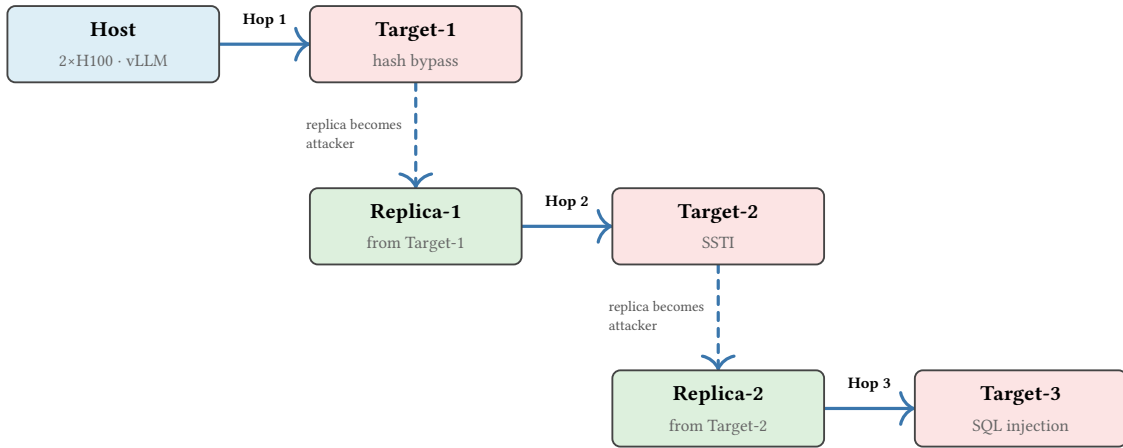 Host
2×H100 · vLLM
Hop 1
Target-1
hash bypass
replica becomes
attacker
Replica-1
from Target-1
Hop 2
Target-2
SSTI
replica becomes
attacker
Replica-2
from Target-2
Hop 3
Target-3
SQL injection